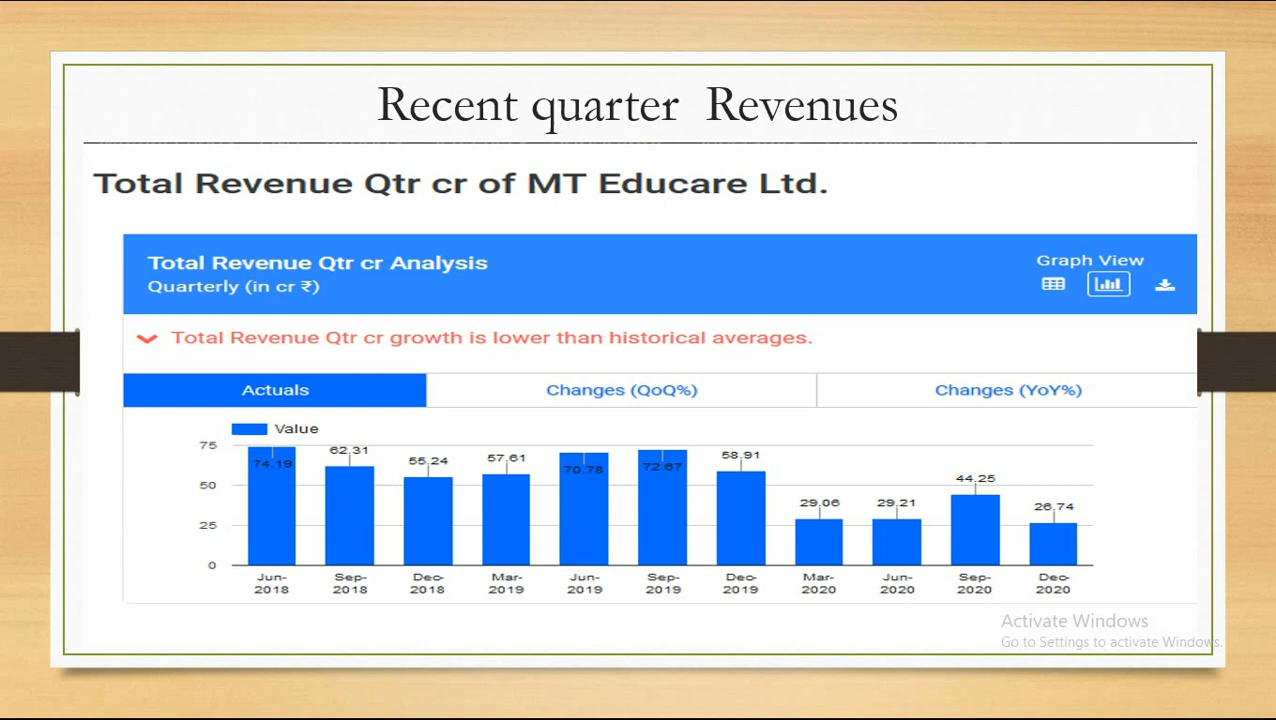 Recent quarter Revenues
Total Revenue Qtr cr of MT Educare Ltd.
Total Revenue Qtr cr Analysis
Quarterly (in cr ₹)
Graph View
Total Revenue Qtr cr growth is lower than historical averages.
Actuals Changes (QoQ%) Changes (YoY%)
Value
75
50
25
0
74.19 62.31 55.24 57.61 70.78 72.67 58.91 29.06 29.21 44.25 26.74
Jun- Sep- Dec- Mar- Jun- Sep- Dec- Mar- Jun- Sep- Dec-
2018 2018 2018 2019 2019 2019 2019 2020 2020 2020 2020
Activate Windows
Go to Settings to activate Windows.